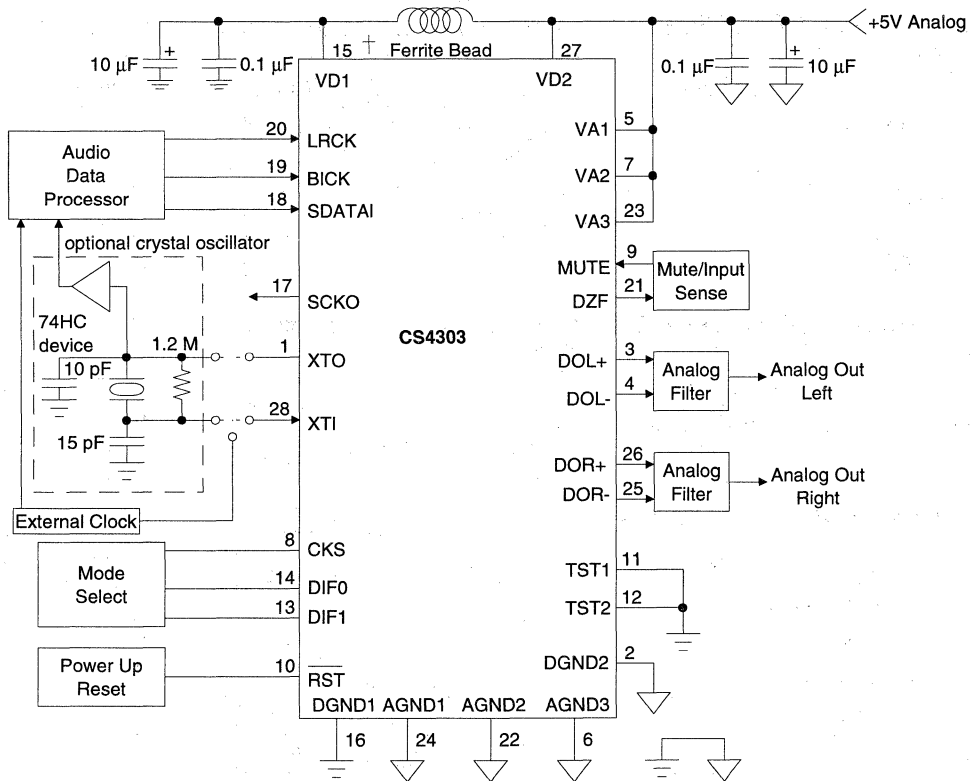 +5V Analog
15
Ferrite Bead
27
10 µF
+
0.1 µF
VD1
VD2
0.1 µF
+
10 µF
5
VA1
7
VA2
23
VA3
Audio
Data
Processor
20
LRCK
19
BICK
18
SDATAI
optional crystal oscillator
9
MUTE
21
DZF
Mute/Input
Sense
17
SCKO
74HC
device
1.2 M
CS4303
1
XTO
10 pF
28
XTI
15 pF
3
DOL+
4
DOL-
Analog
Filter
Analog Out
Left
26
DOR+
25
DOR-
Analog
Filter
Analog Out
Right
External Clock
8
CKS
Mode
Select
14
DIF0
13
DIF1
11
TST1
12
TST2
Power Up
Reset
10
RST
2
DGND2
DGND1
AGND1
AGND2
AGND3
16
24
22
6